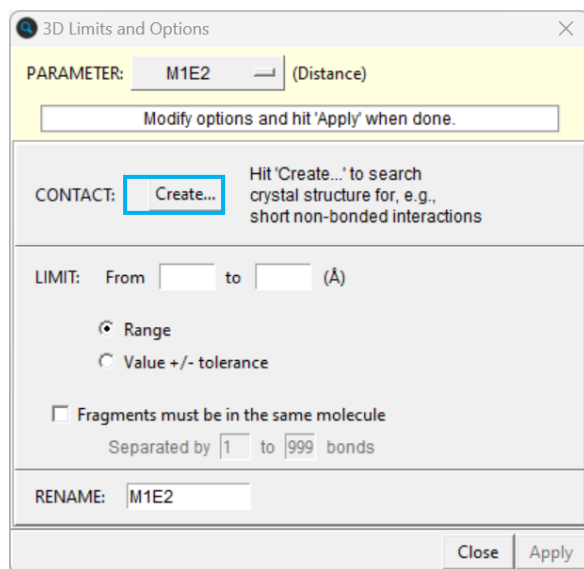 3D Limits and Options
PARAMETER: M1E2 (Distance)
Modify options and hit 'Apply' when done.
CONTACT: Create... Hit 'Create...' to search
crystal structure for, e.g.,
short non-bonded interactions
LIMIT: From to (Å)
Range
Value +/- tolerance
Fragments must be in the same molecule
Separated by 1 to 999 bonds
RENAME: M1E2
Close Apply